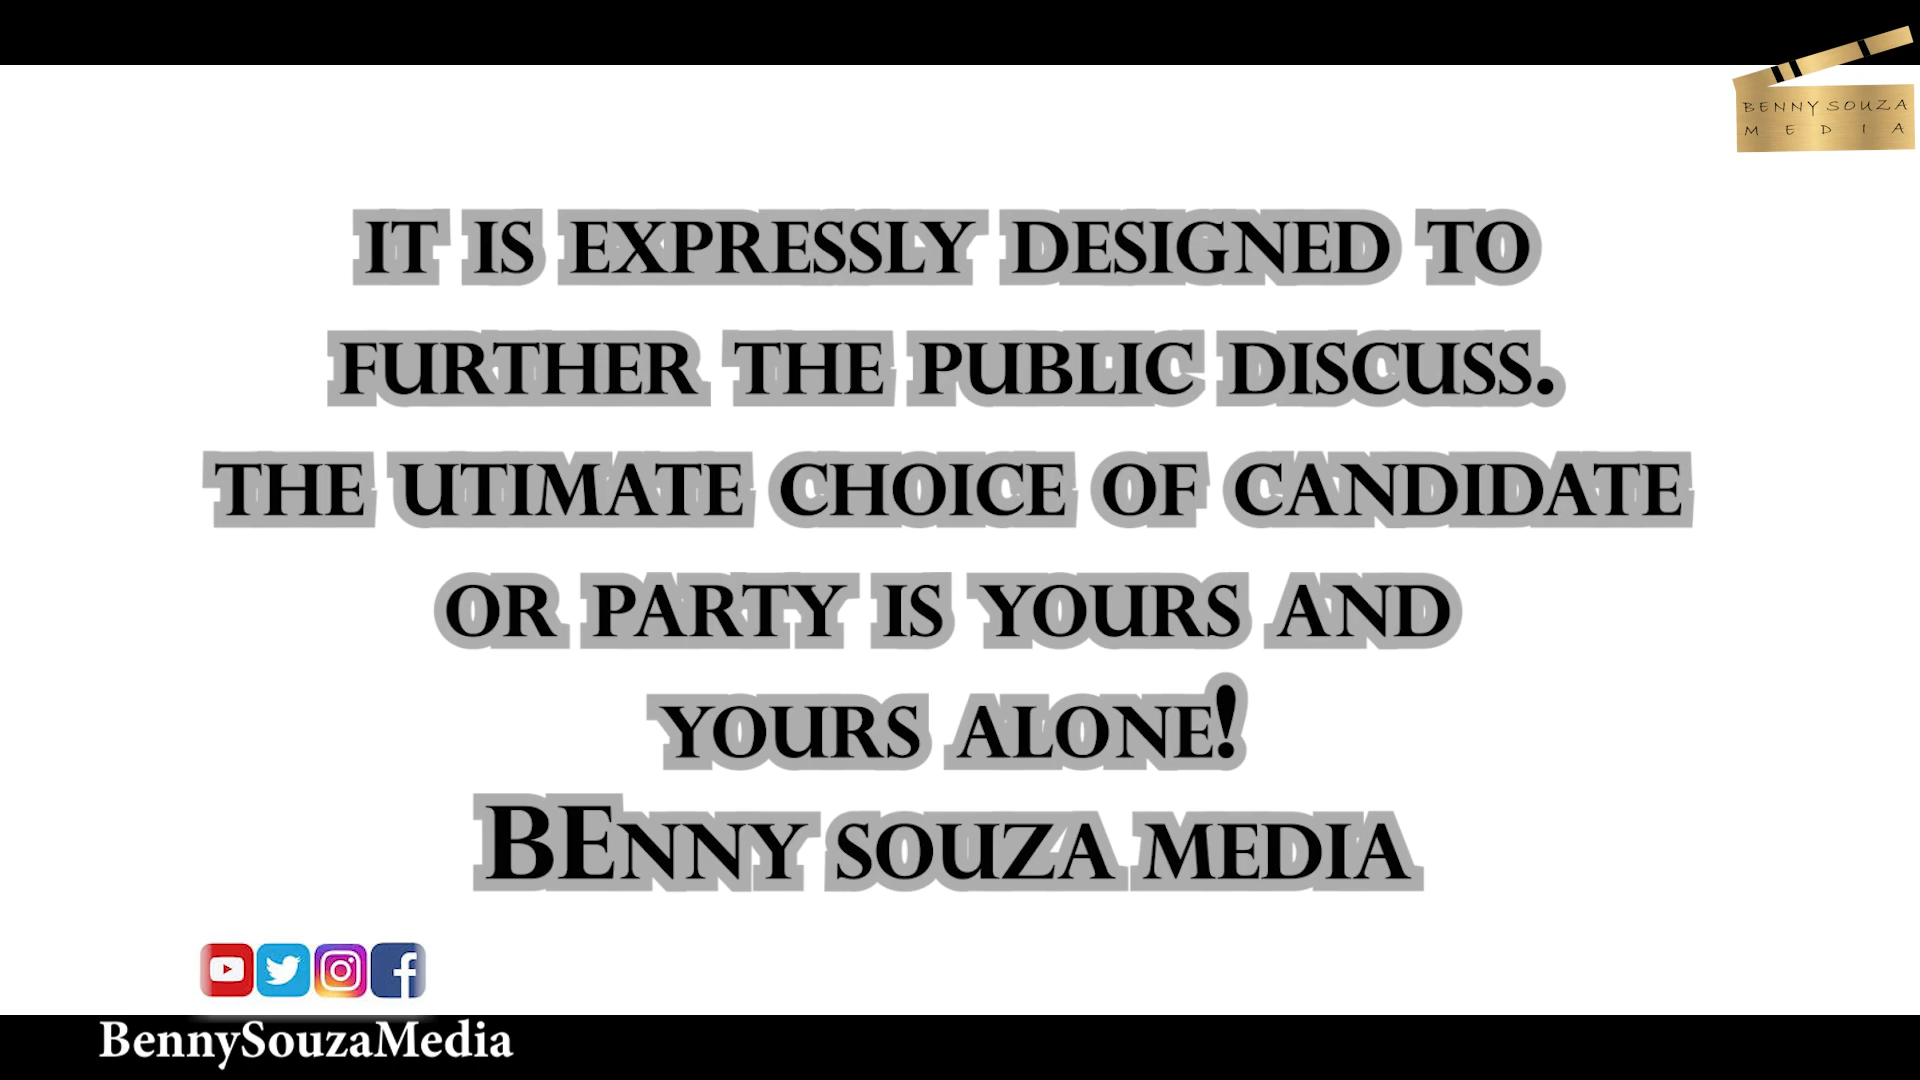 BENNY SOUZA
MEDIA
IT IS EXPRESSLY DESIGNED TO
FURTHER THE PUBLIC DISCUSS.
THE UTIMATE CHOICE OF CANDIDATE
OR PARTY IS YOURS AND
YOURS ALONE!
BENNY SOUZA MEDIA
BennySouzaMedia